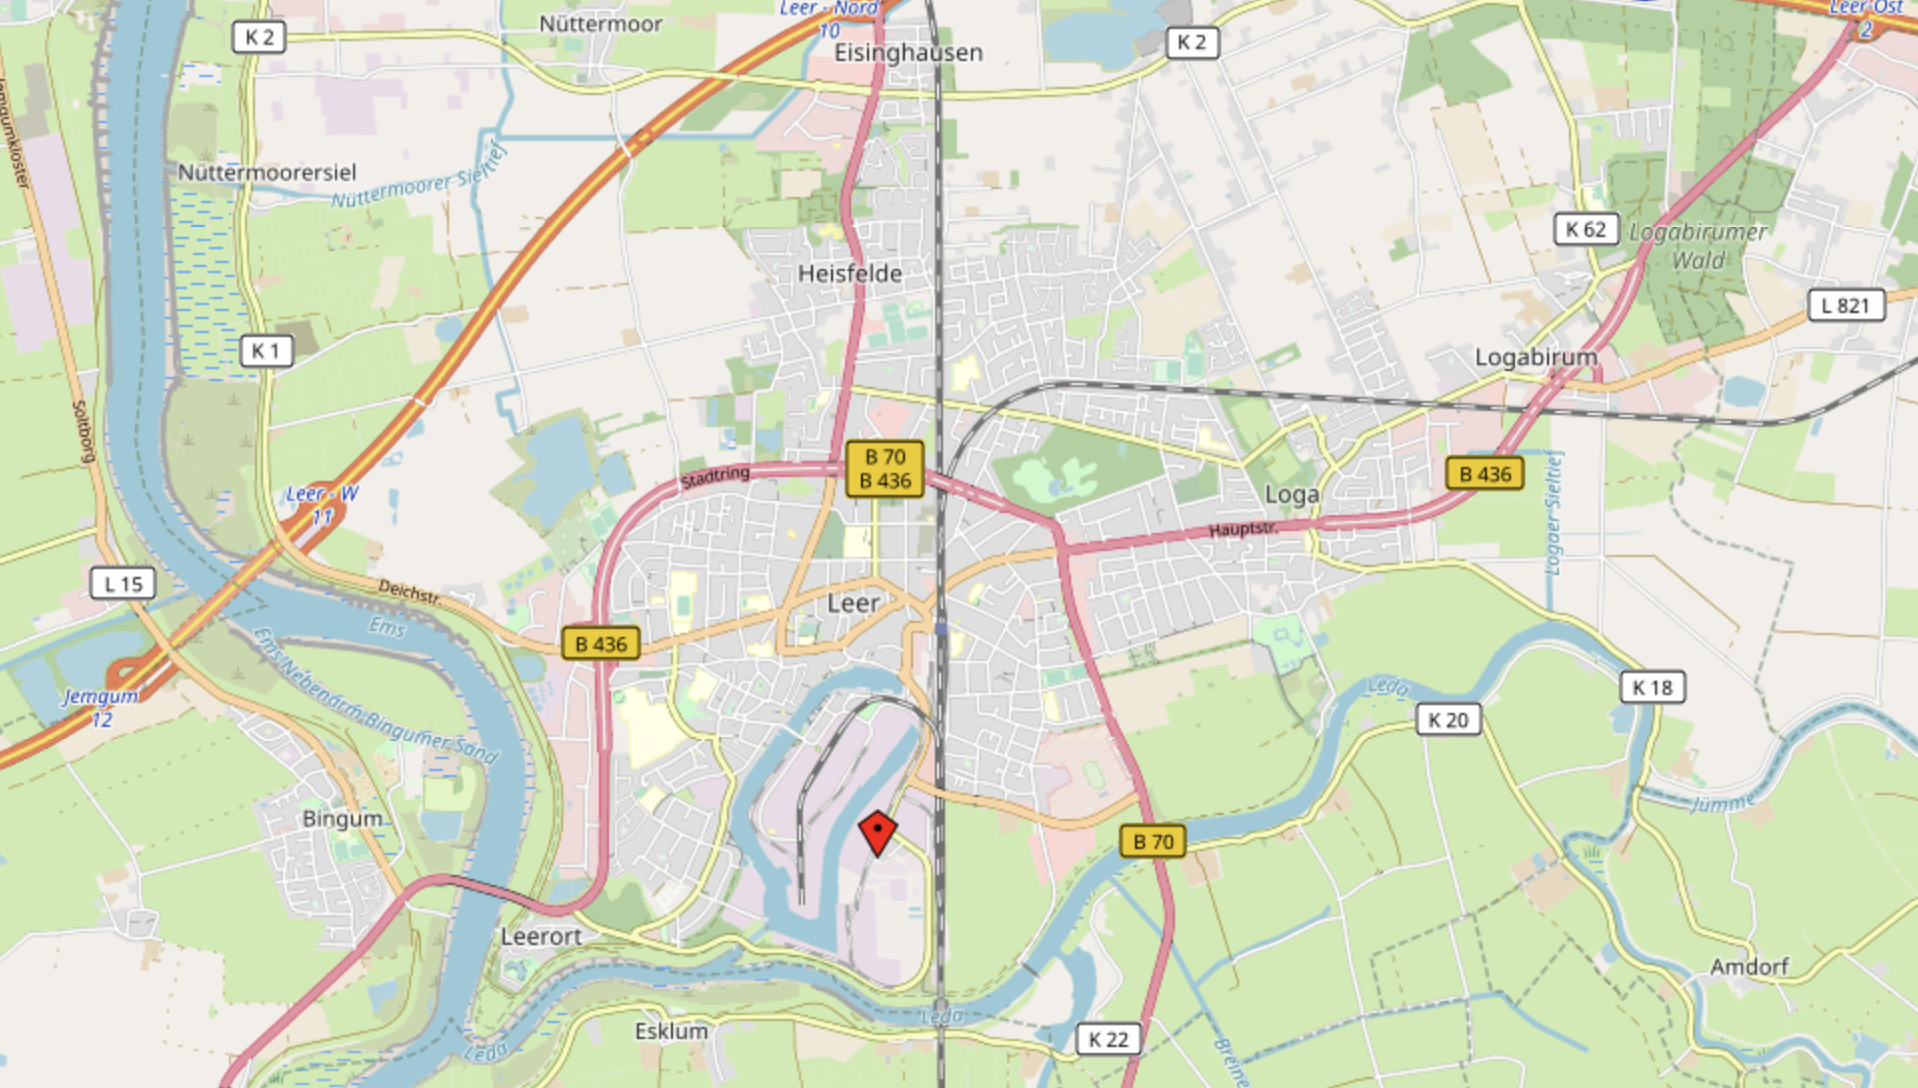 Leer - Nord
10
Leer-Ost
2
Nüttermoor
K 2
K 2
Eisinghausen
Jemgumkloster
Nüttermoorersiel
Nüttermoorer Sieltief
K 62
Logabirumer
Wald
Heisfelde
L 821
K 1
Logabirum
Soltborg
B 70
B 436
Stadtring
B 436
Leer - W
11
Loga
Hauptstr.
Logaer Sieltief
L 15
Deichstr.
Leer
Ems
B 436
Ems Nebenarm Bingumer Sand
Jemgum
12
Leda
K 18
K 20
Jümme
Bingum
B 70
Leerort
Amdorf
Leda
Esklum
K 22
Leda
Breine